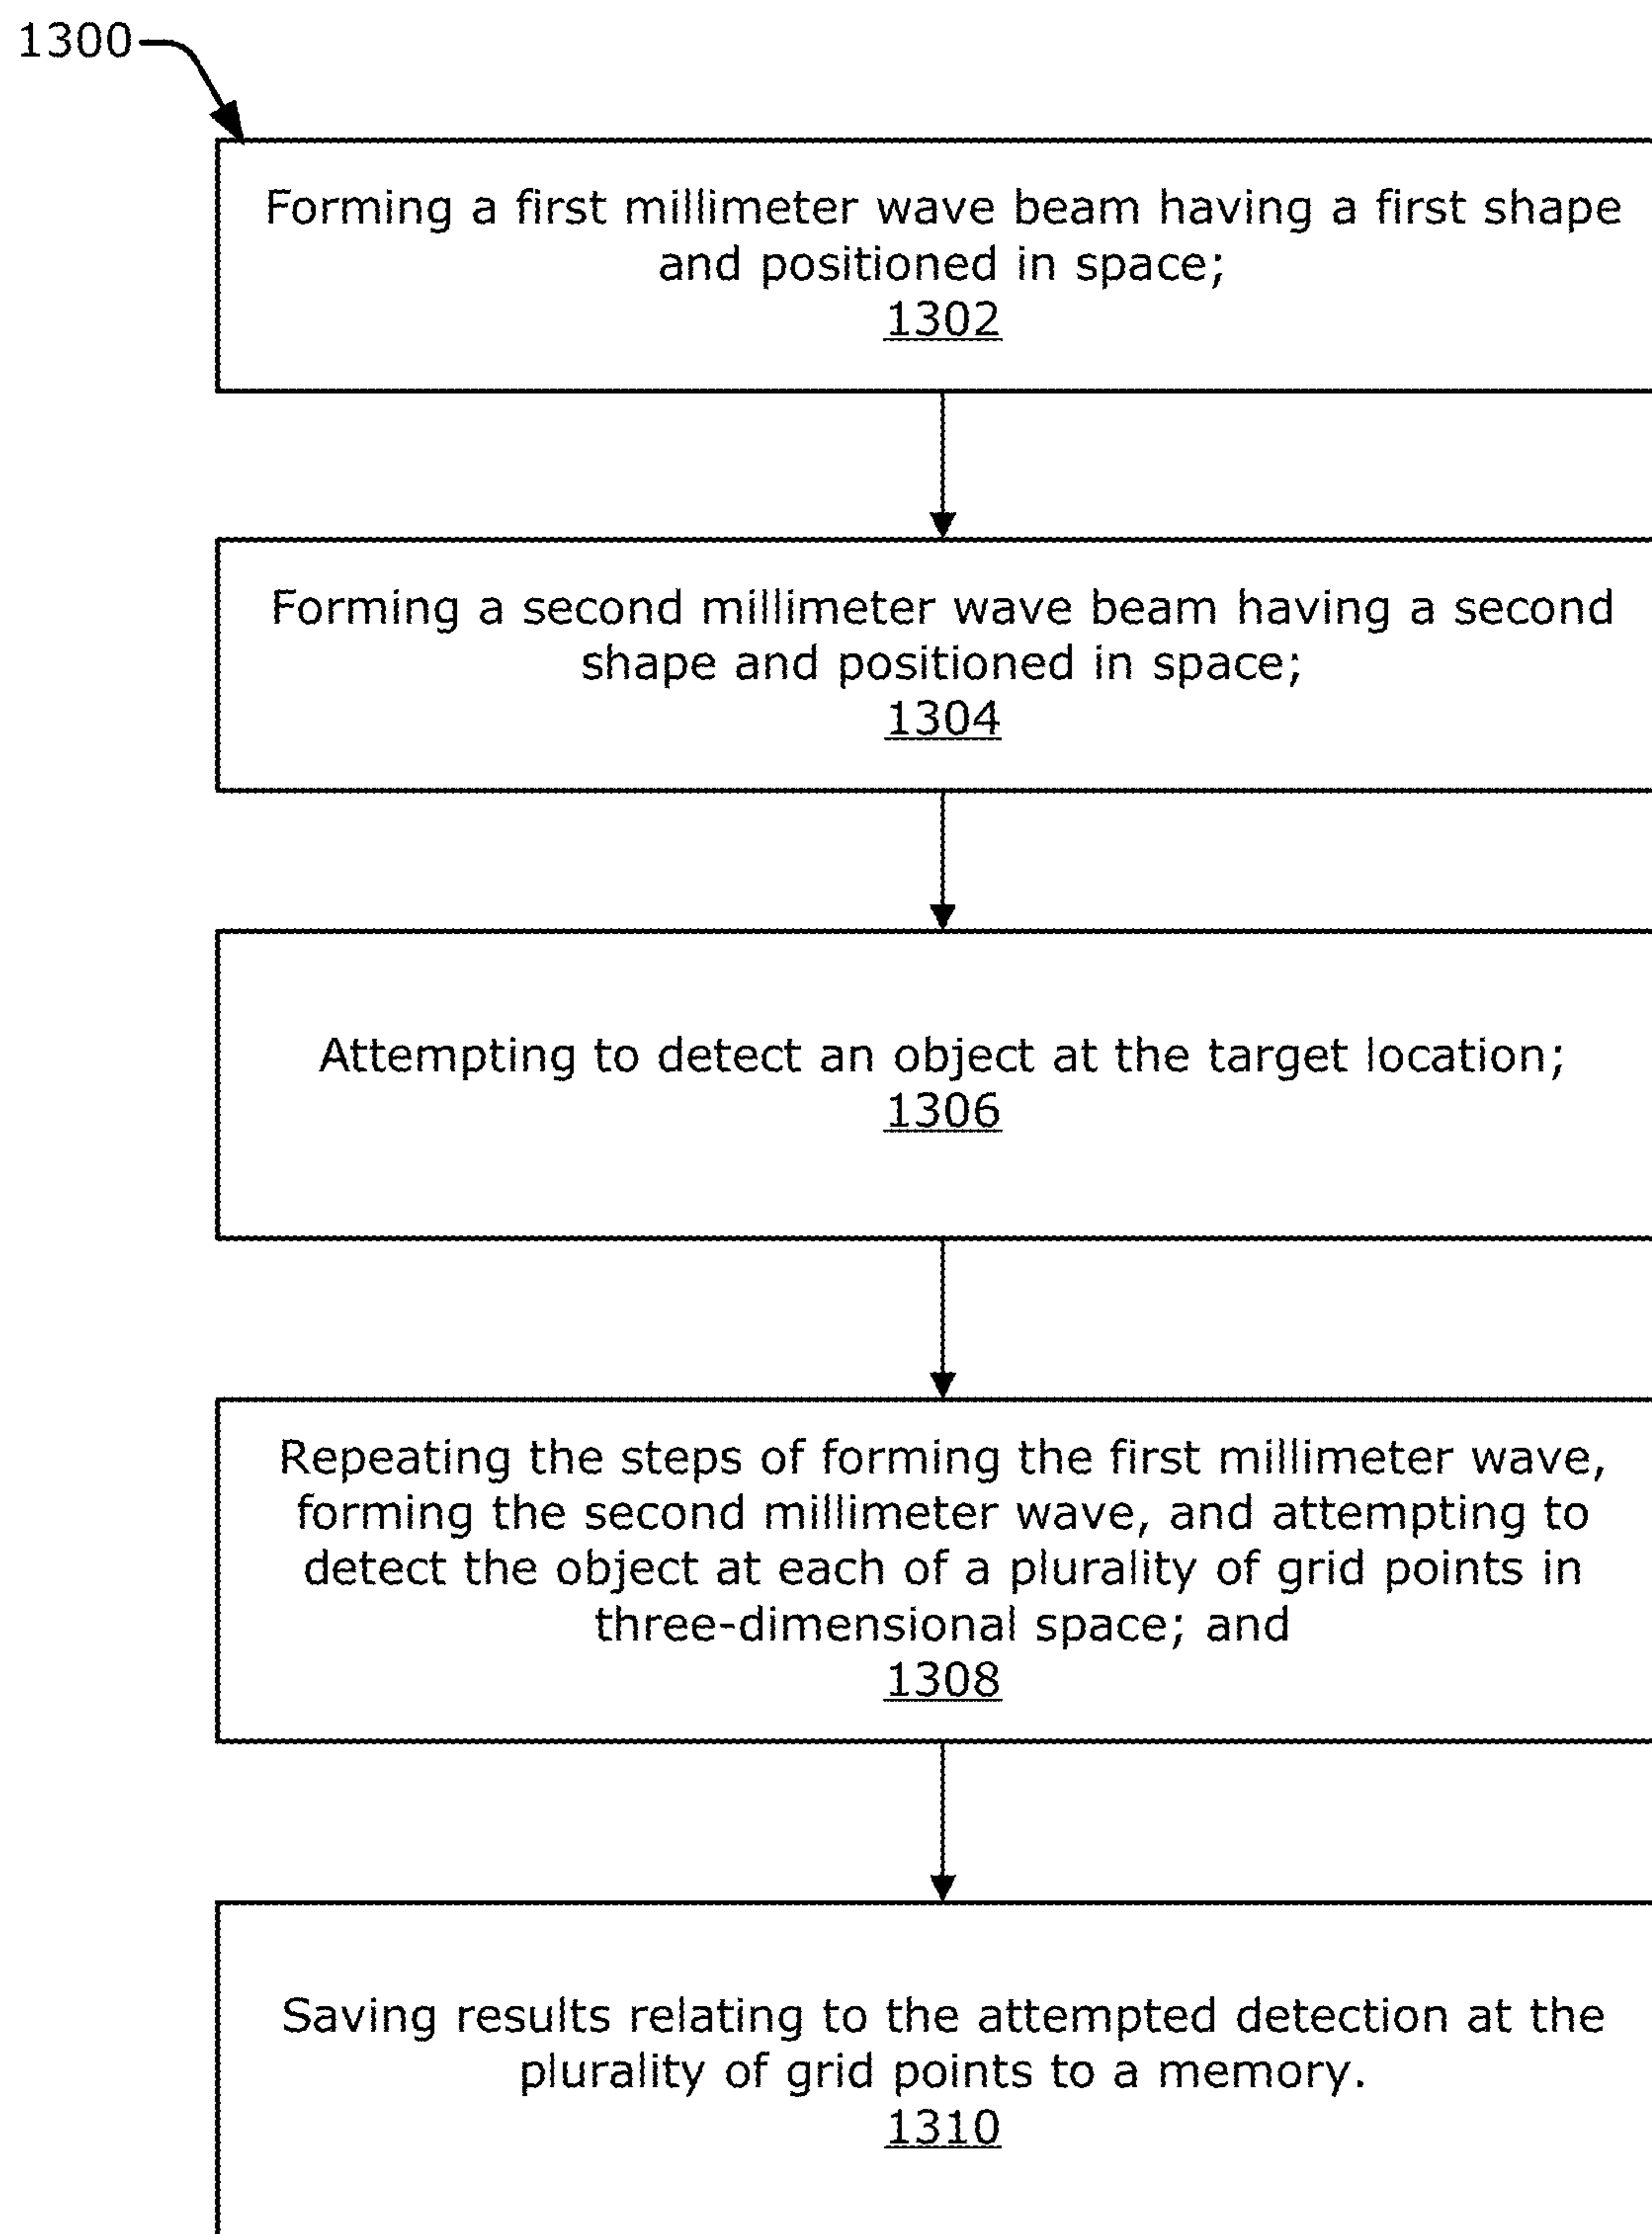 1300
Forming a first millimeter wave beam having a first shape
and positioned in space;
1302
Forming a second millimeter wave beam having a second
shape and positioned in space;
1304
Attempting to detect an object at the target location;
1306
Repeating the steps of forming the first millimeter wave,
forming the second millimeter wave, and attempting to
detect the object at each of a plurality of grid points in
three-dimensional space; and
1308
Saving results relating to the attempted detection at the
plurality of grid points to a memory.
1310